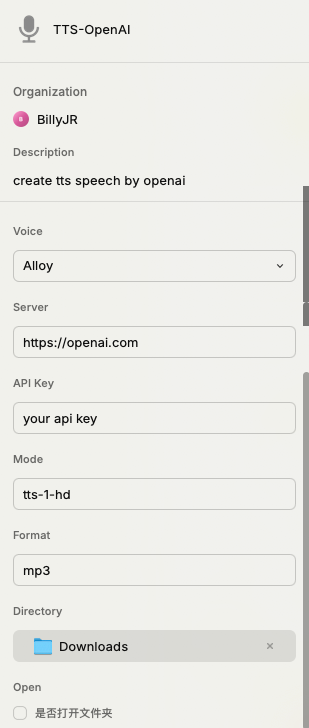 TTS-OpenAI
Organization
BillyJR
Description
create tts speech by openai
Voice
Alloy
Server
https://openai.com
API Key
your api key
Mode
tts-1-hd
Format
mp3
Directory
Downloads
Open
是否打开文件夹